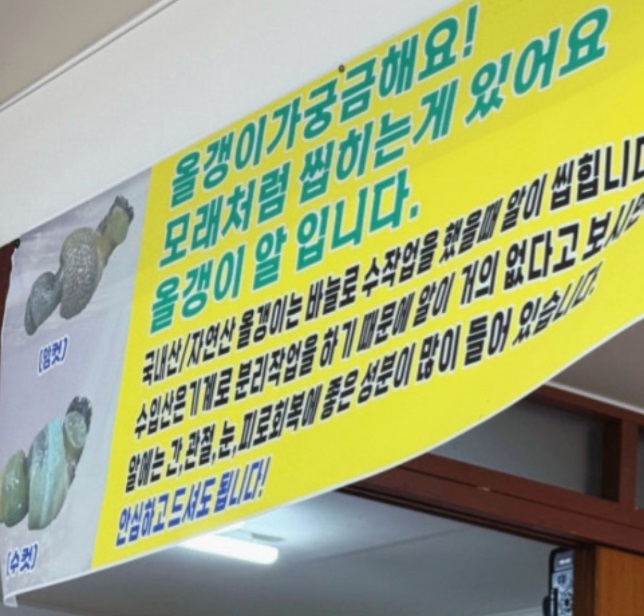 올갱이가궁금해요!
모래처럼 씹히는게 있어요
올갱이 알 입니다.
국내산/자연산 올갱이는 바늘로 수작업을 했을때 알이 씹힙니다
수입산은기계로 분리작업을 하기 때문에 알이 거의 없다고 보시면
알에는 간,관절,눈,피로회복에 좋은 성분이 많이 들어 있습니다.
안심하고 드셔도 됩니다!
(암컷)
(수컷)